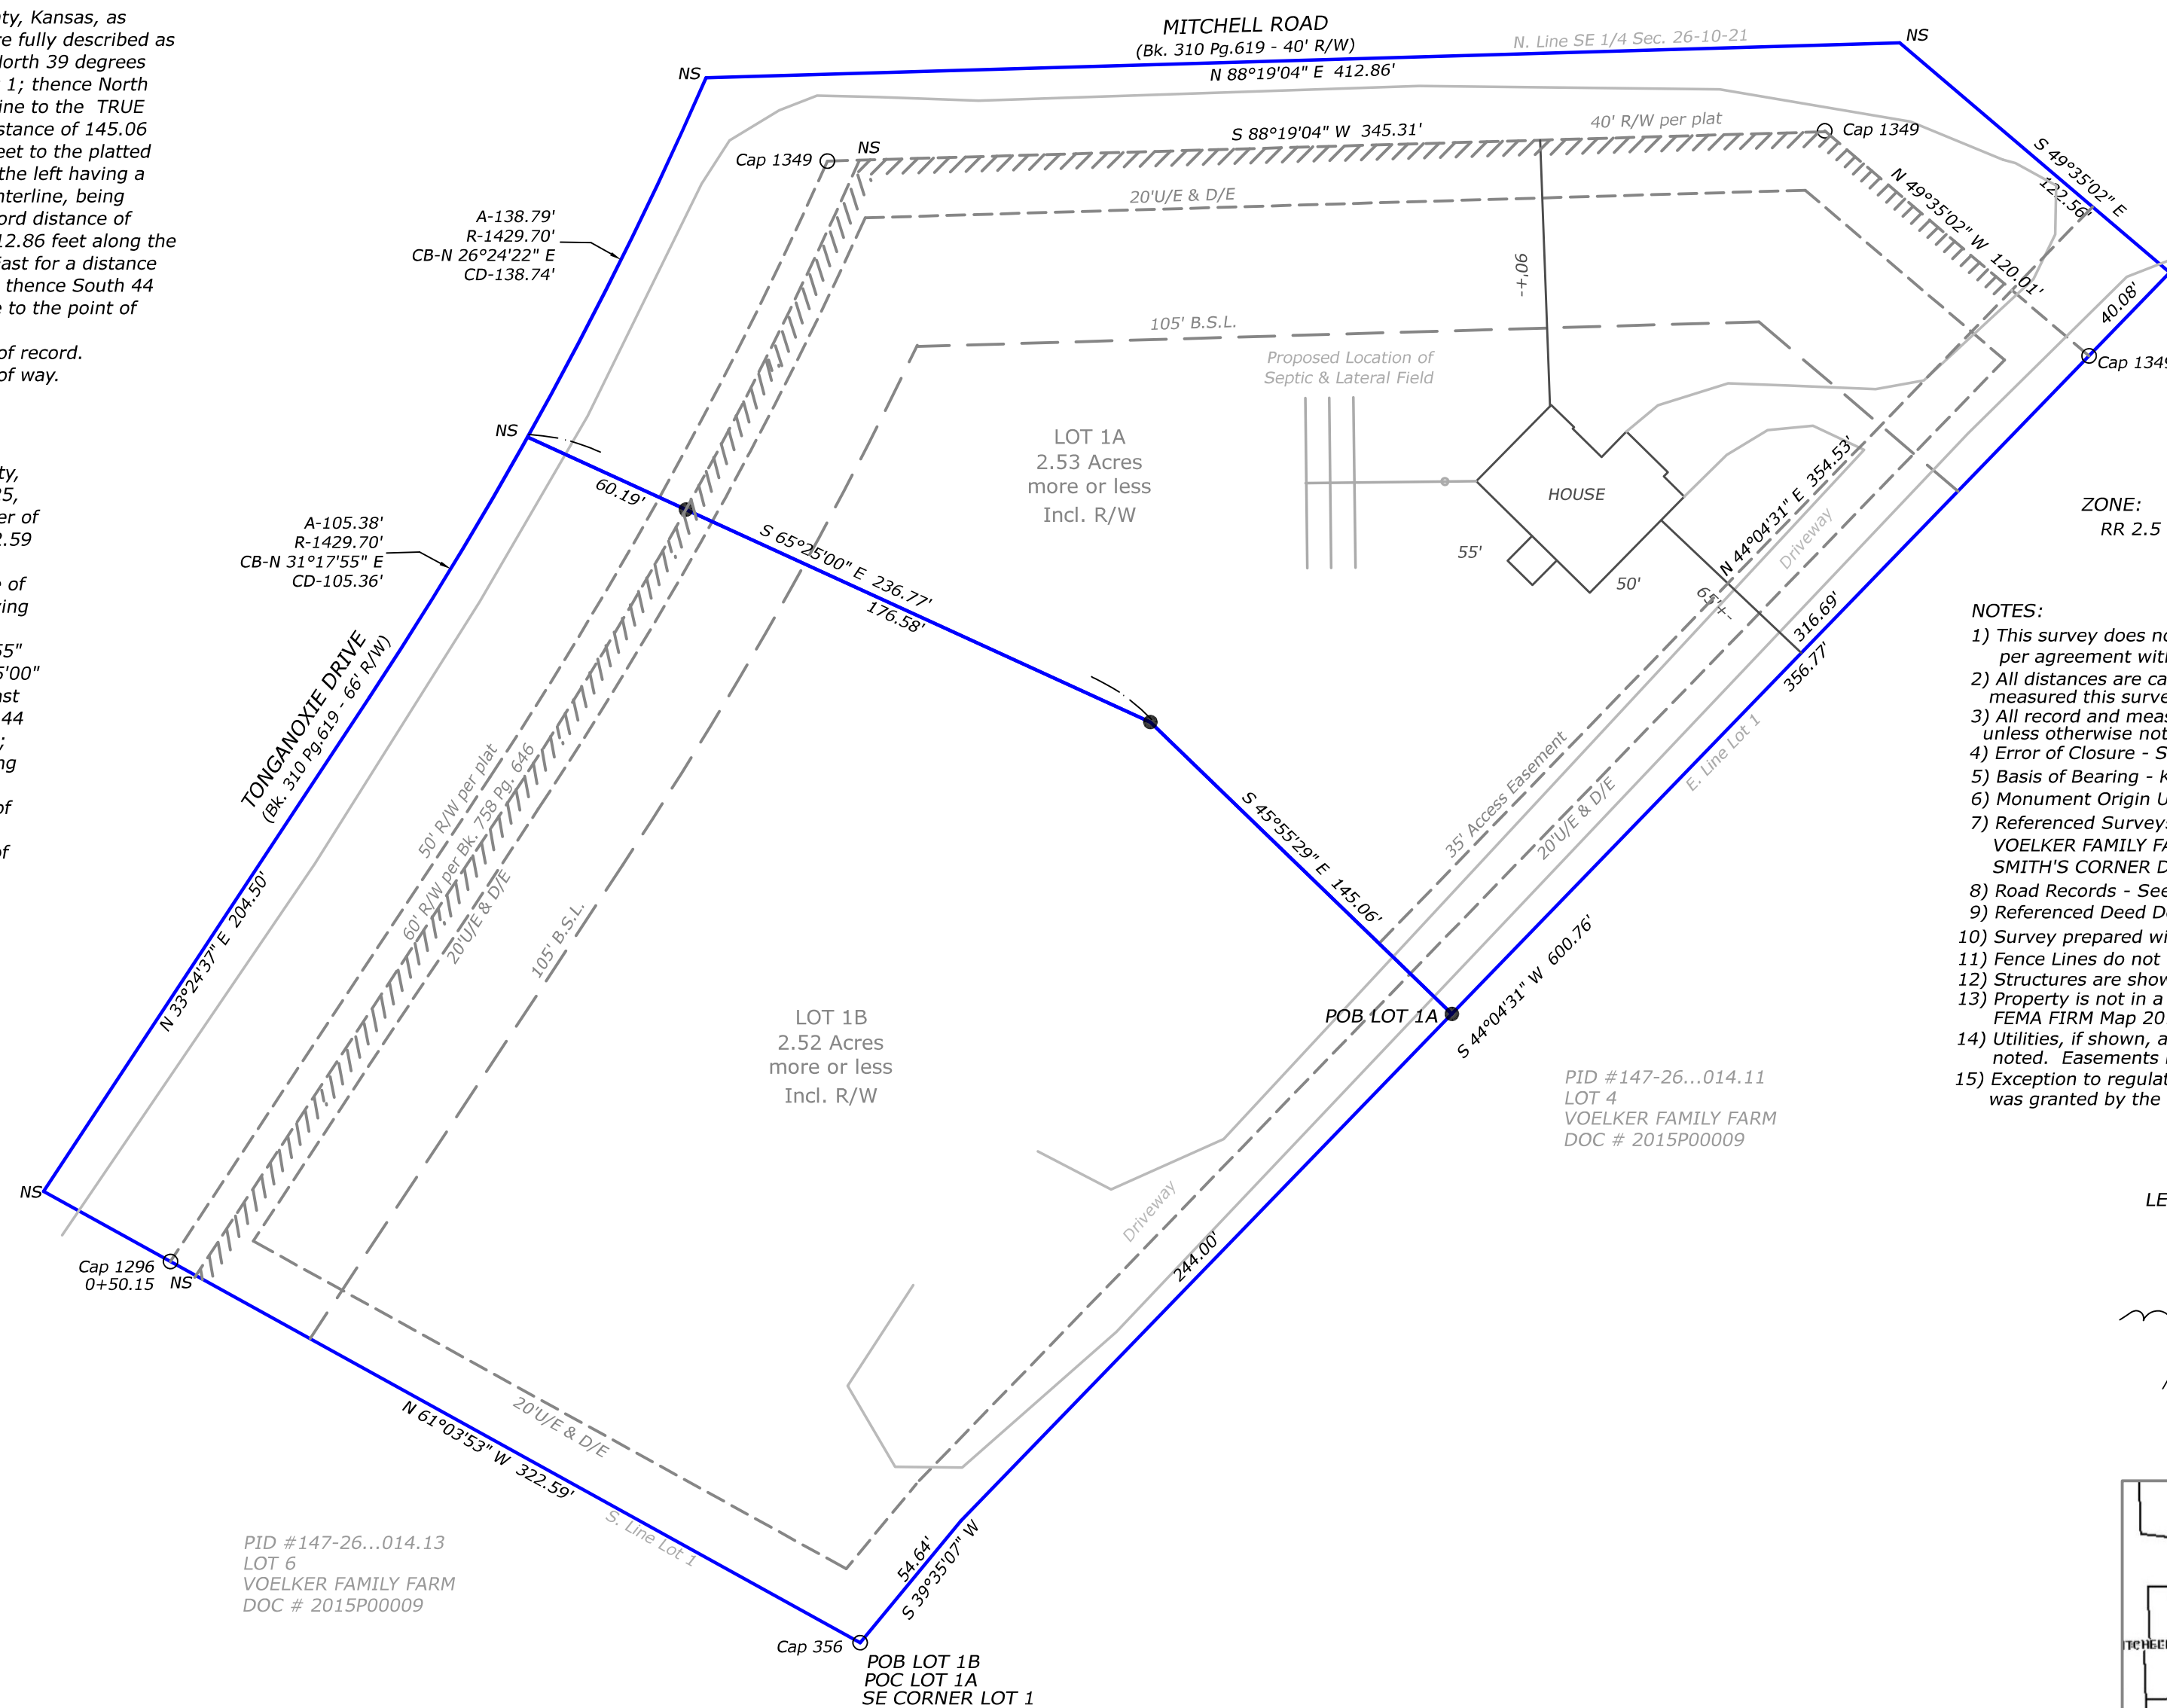 ty, Kansas, as
re fully described as
North 39 degrees
1; thence North
ine to the TRUE
stance of 145.06
eet to the platted
the left having a
nterline, being
ord distance of
12.86 feet along the
East for a distance
thence South 44
e to the point of
of record.
of way.
ty,
25,
er of
2.59
e of
ving
55"
5'00"
ast
44
;
ng
of
of
MITCHELL ROAD
(Bk. 310 Pg.619 - 40' R/W)
N. Line SE 1/4 Sec. 26-10-21
NS
NS
N 88°19'04" E 412.86'
S 88°19'04" W 345.31'
40' R/W per plat
Cap 1349
Cap 1349
NS
S 49°35'02" E
122.56'
N 49°35'02" W 120.01'
20'U/E & D/E
A-138.79'
R-1429.70'
CB-N 26°24'22" E
CD-138.74'
90'+-
40.08'
Cap 1349
105' B.S.L.
Proposed Location of
Septic & Lateral Field
NS
60.19'
LOT 1A
2.53 Acres
more or less
Incl. R/W
HOUSE
55'
50'
65'+-
N 44°04'31" E 354.53'
Driveway
316.69'
356.77'
E. Line Lot 1
ZONE:
RR 2.5
A-105.38'
R-1429.70'
CB-N 31°17'55" E
CD-105.36'
S 65°25'00" E 236.77'
176.58'
TONGANOXIE DRIVE
(Bk. 310 Pg.619 - 66' R/W)
50' R/W per plat
60' R/W per Bk. 758 Pg. 646
20'U/E & D/E
105' B.S.L.
35' Access Easement
20'U/E & D/E
S 45°55'29" E 145.06'
N 33°24'37" E 204.50'
POB LOT 1A
S 44°04'31" W 600.76'
NOTES:
1) This survey does no
per agreement wit
2) All distances are ca
measured this surve
3) All record and meas
unless otherwise not
4) Error of Closure - S
5) Basis of Bearing - K
6) Monument Origin U
7) Referenced Surveys
VOELKER FAMILY FA
SMITH'S CORNER D
8) Road Records - See
9) Referenced Deed D
10) Survey prepared wi
11) Fence Lines do not
12) Structures are show
13) Property is not in a
FEMA FIRM Map 20
14) Utilities, if shown, a
noted. Easements
15) Exception to regulat
was granted by the
LOT 1B
2.52 Acres
more or less
Incl. R/W
PID #147-26...014.11
LOT 4
VOELKER FAMILY FARM
DOC # 2015P00009
LE
NS
Cap 1296
0+50.15
NS
Driveway
244.00'
20'U/E & D/E
N 61°03'53" W 322.59'
S. Line Lot 1
54.64'
S 39°35'07" W
PID #147-26...014.13
LOT 6
VOELKER FAMILY FARM
DOC # 2015P00009
Cap 356
POB LOT 1B
POC LOT 1A
SE CORNER LOT 1